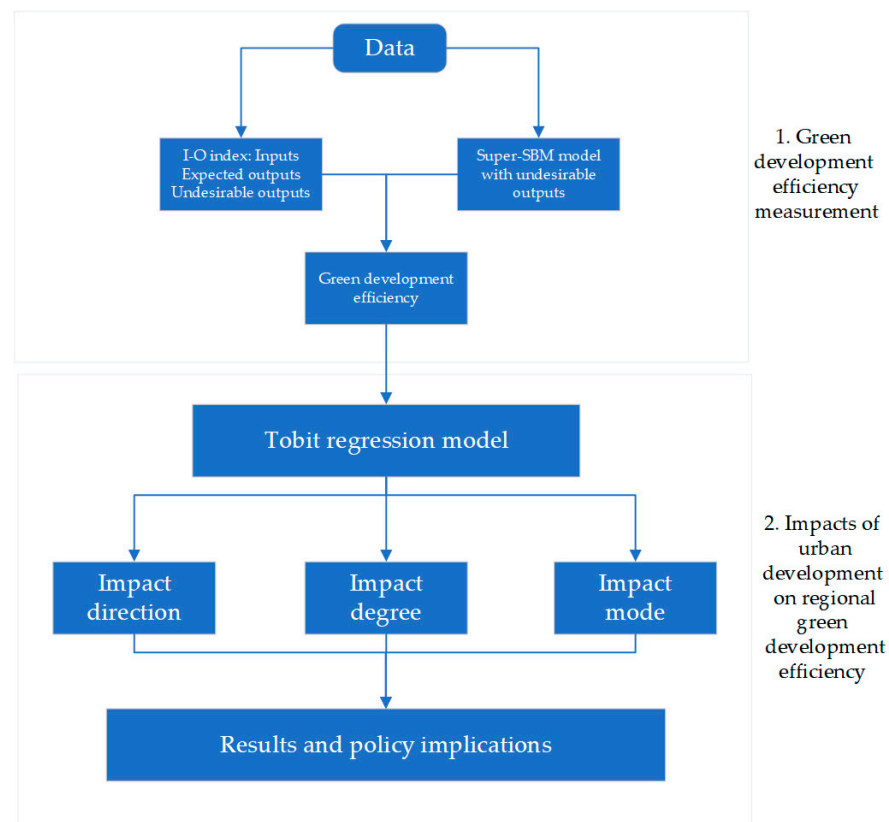 Data
I-O index: Inputs
Expected outputs
Undesirable outputs
Super-SBM model
with undesirable
outputs
1. Green
development
efficiency
measurement
Green development
efficiency
Tobit regression model
Impact
direction
Impact
degree
Impact
mode
2. Impacts of
urban
development
on regional
green
development
efficiency
Results and policy implications